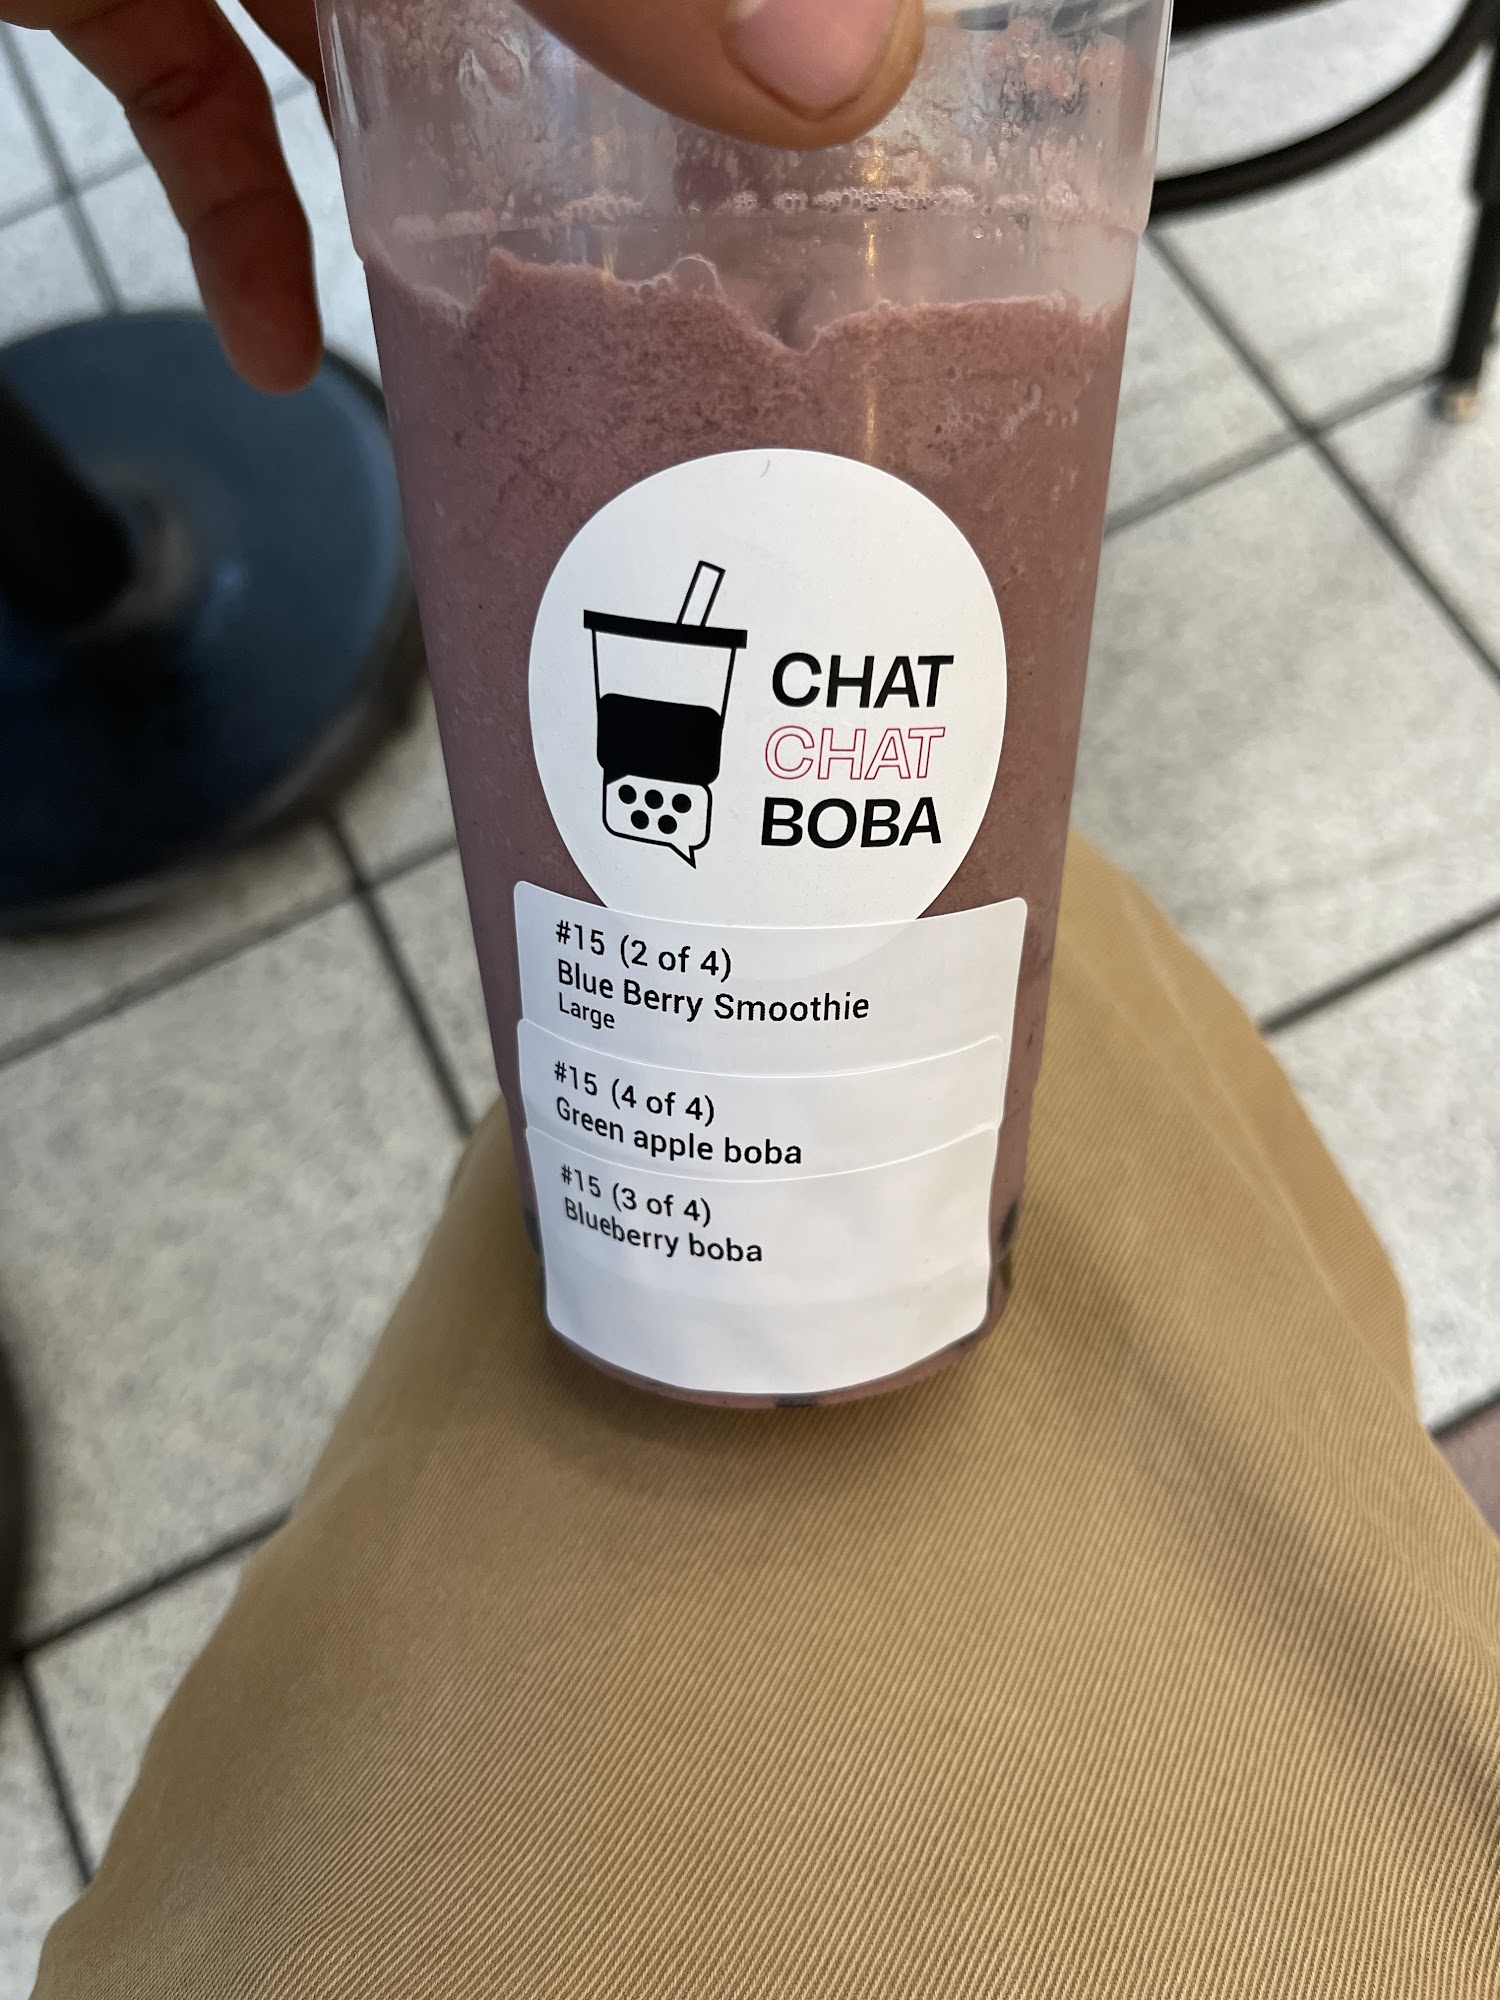 CHAT
CHAT
BOBA
#15 (2 of 4)
Blue Berry Smoothie
Large
#15 (4 of 4)
Green apple boba
#15 (3 of 4)
Blueberry boba